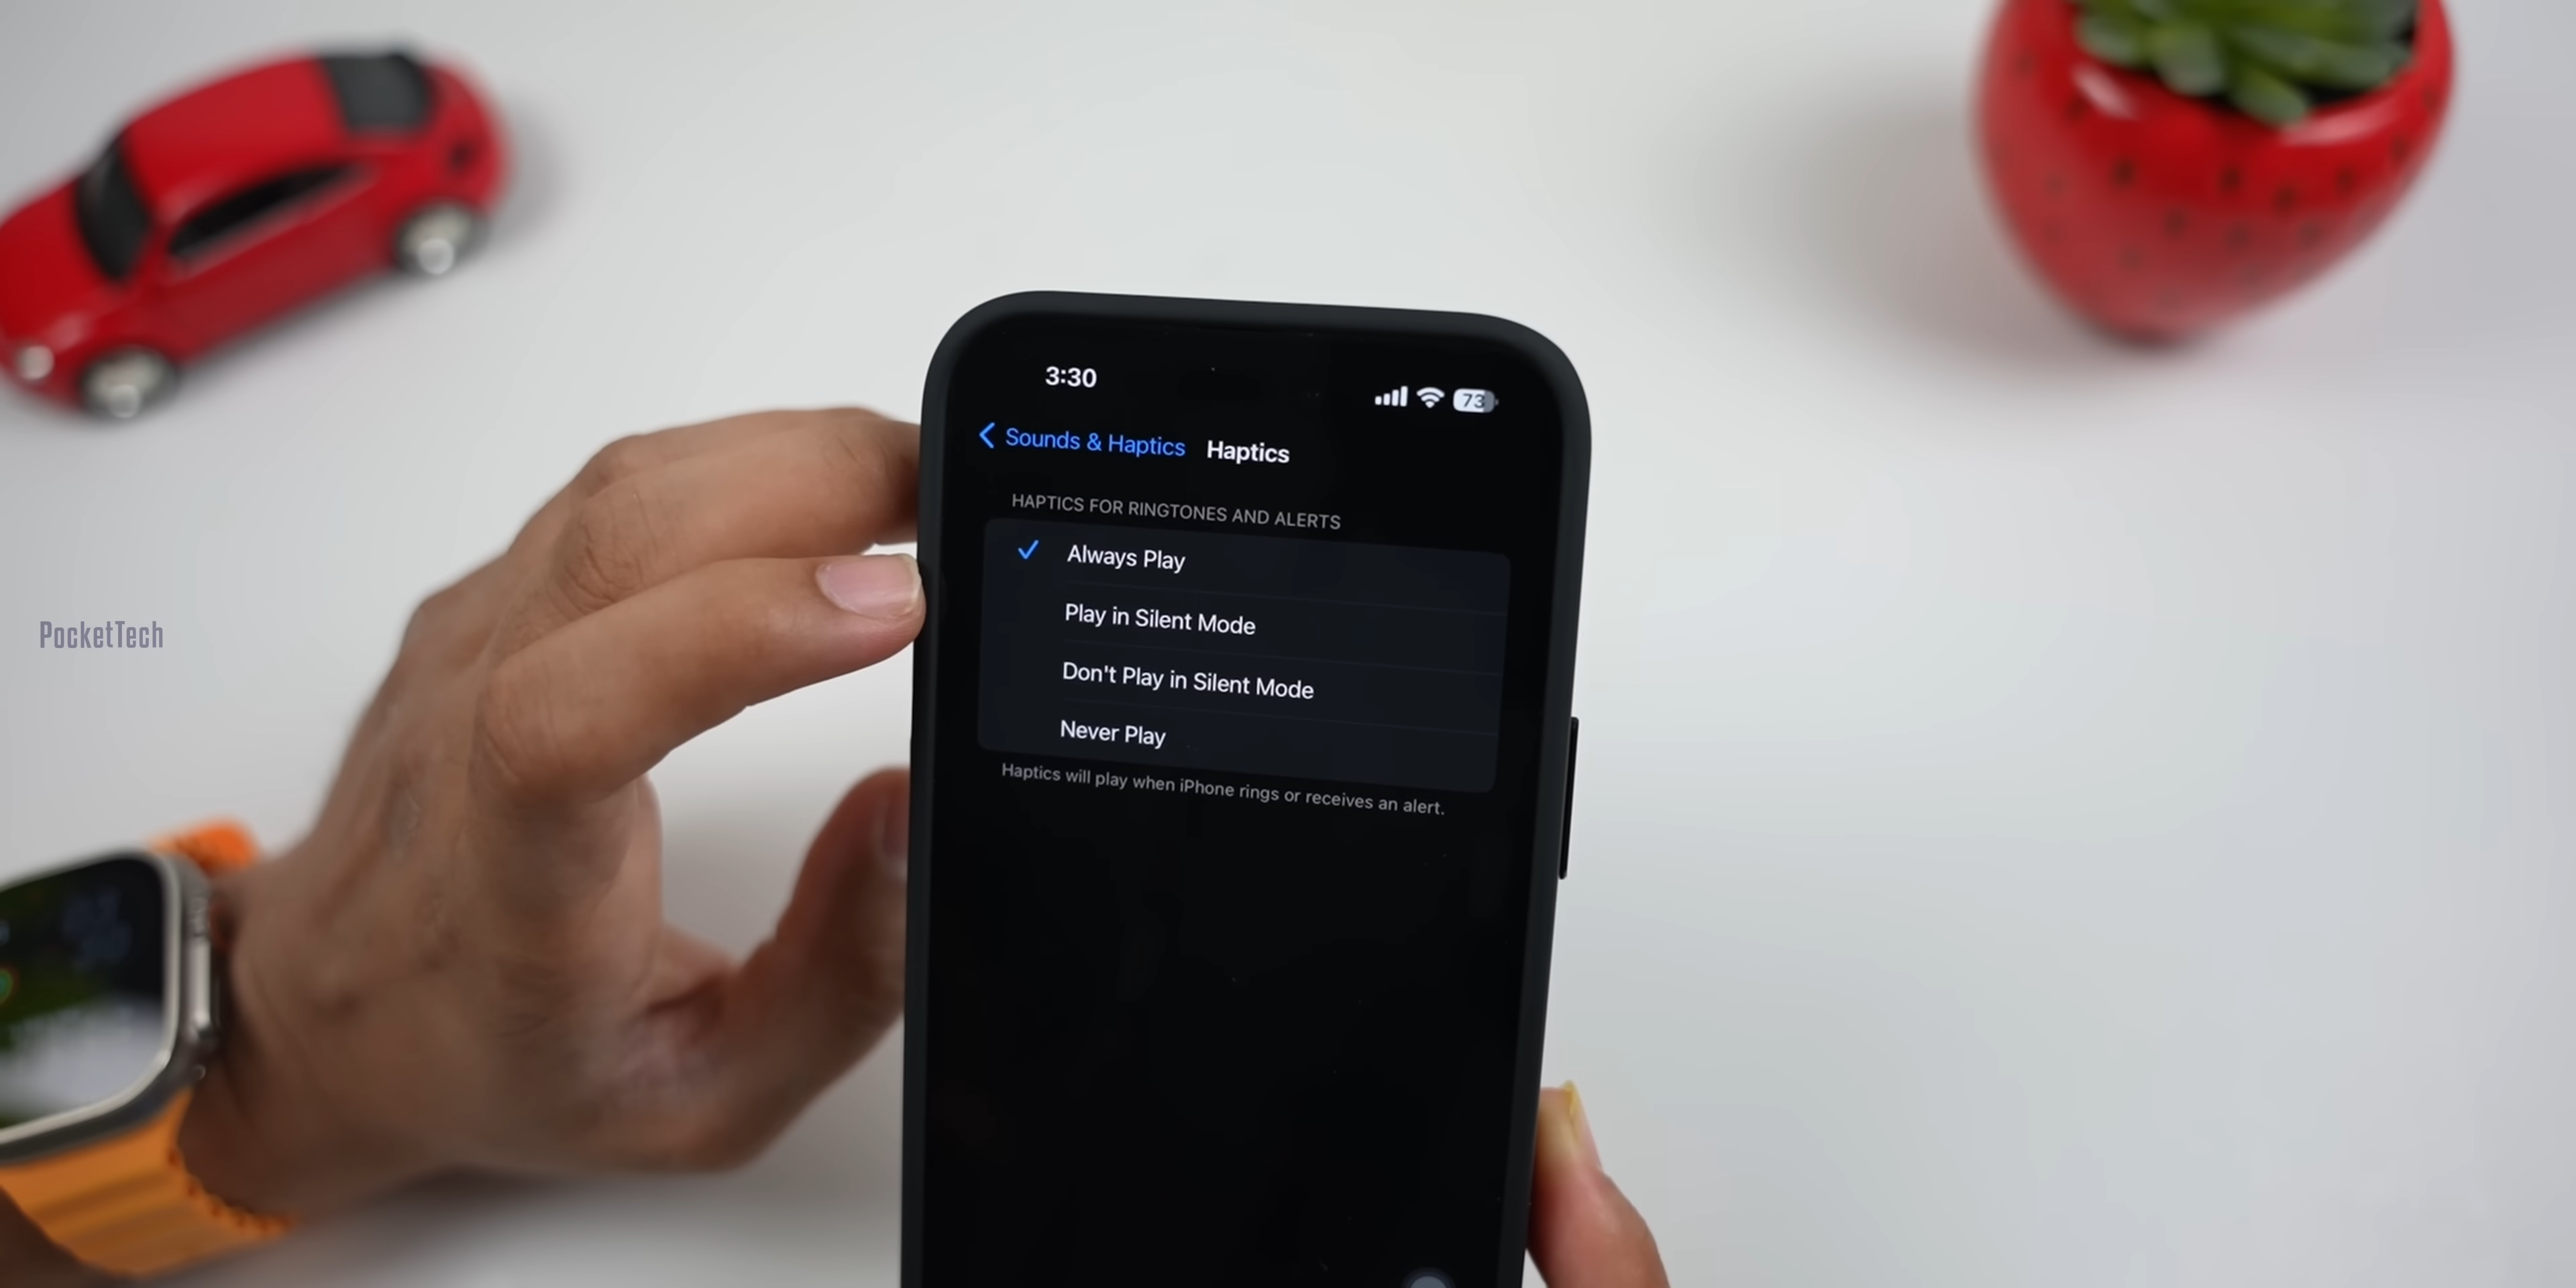 3:30
73
Sounds & Haptics Haptics
HAPTICS FOR RINGTONES AND ALERTS
Always Play
Play in Silent Mode
Don't Play in Silent Mode
Never Play
Haptics will play when iPhone rings or receives an alert.
PocketTech